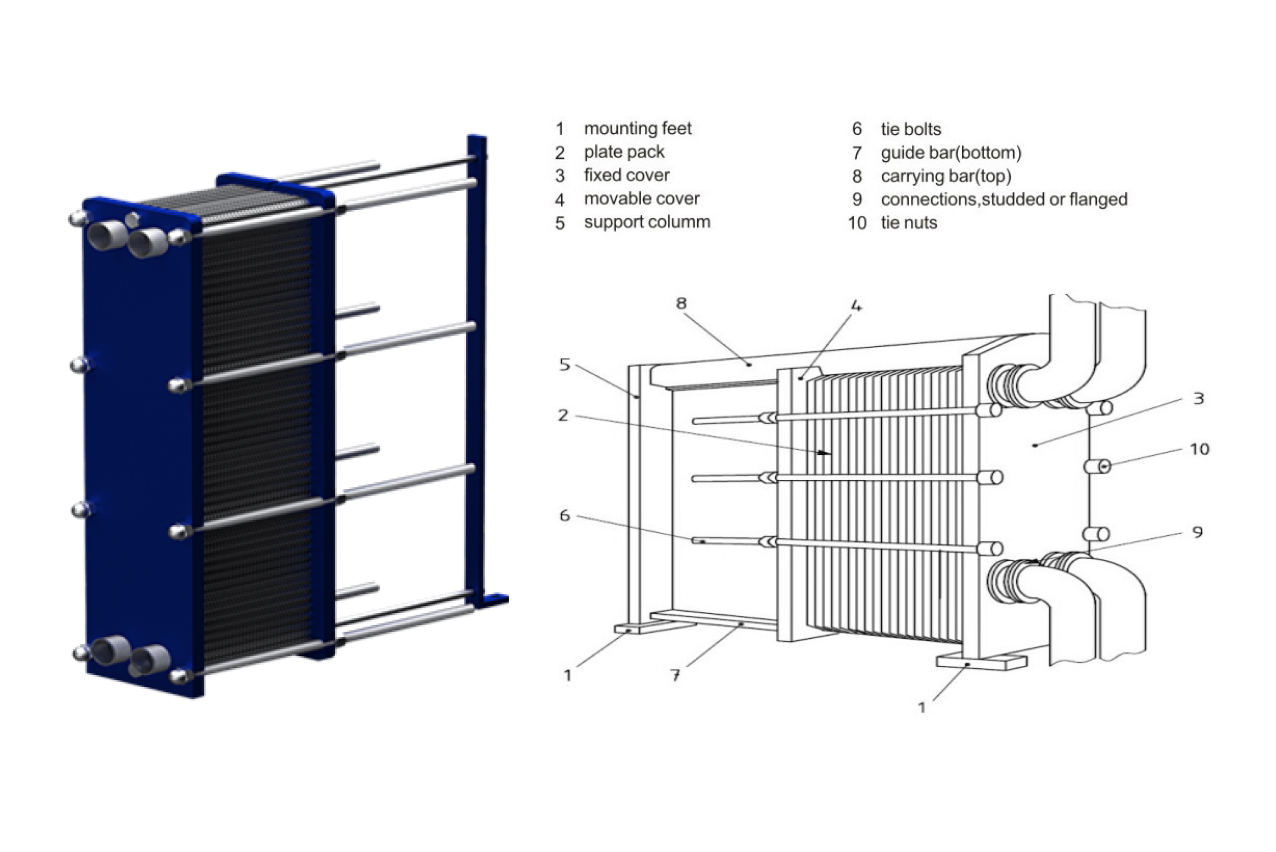 1 mounting feet
2 plate pack
3 fixed cover
4 movable cover
5 support columm
6 tie bolts
7 guide bar(bottom)
8 carrying bar(top)
9 connections,studded or flanged
10 tie nuts
8
4
5
3
2
10
6
9
1
7
1